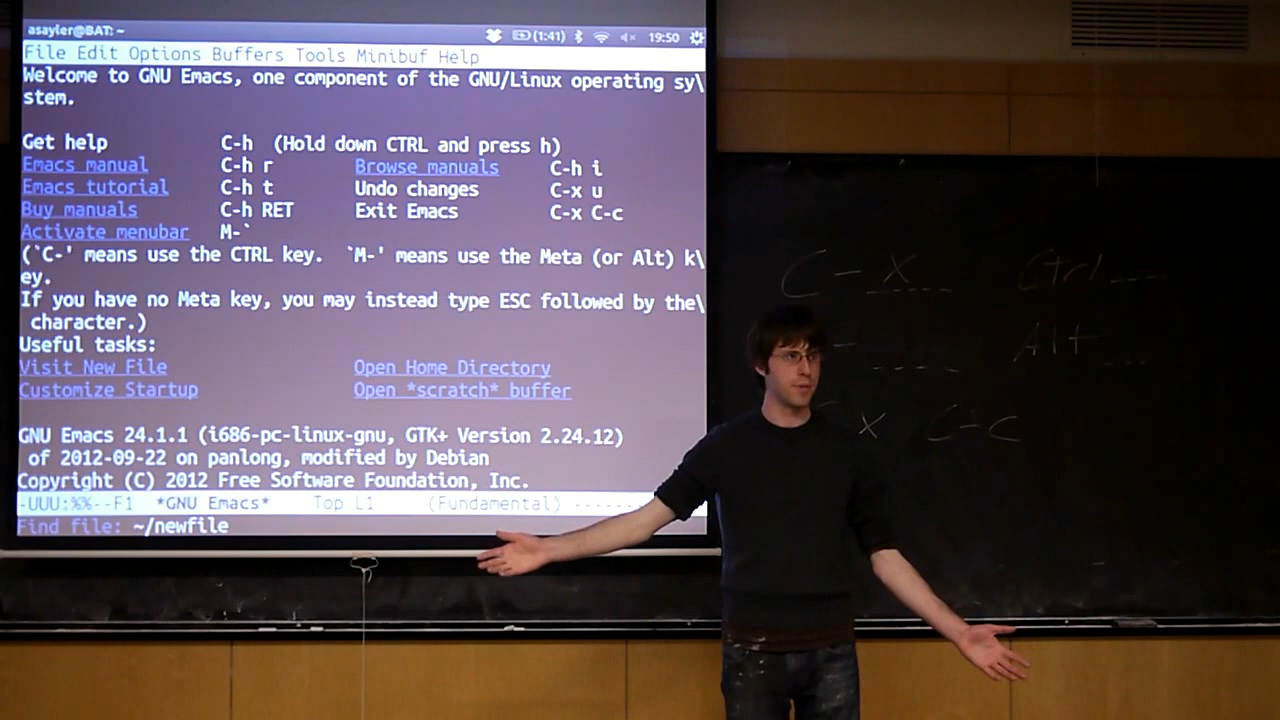 asayler@BAT: ~ (1:41) 19:50
File Edit Options Buffers Tools Minibuf Help
Welcome to GNU Emacs, one component of the GNU/Linux operating sy\
stem.
Get help C-h (Hold down CTRL and press h)
Emacs manual C-h r Browse manuals C-h i
Emacs tutorial C-h t Undo changes C-x u
Buy manuals C-h RET Exit Emacs C-x C-c
Activate menubar M-`
(`C-' means use the CTRL key. `M-' means use the Meta (or Alt) k\
ey.
If you have no Meta key, you may instead type ESC followed by the\
character.)
Useful tasks:
Visit New File Open Home Directory
Customize Startup Open *scratch* buffer
GNU Emacs 24.1.1 (i686-pc-linux-gnu, GTK+ Version 2.24.12)
of 2012-09-22 on panlong, modified by Debian
Copyright (C) 2012 Free Software Foundation, Inc.
-UUU:%%--F1 *GNU Emacs* Top L1 (Fundamental) ------
Find file: ~/newfile
C - x Ctrl ---
- ---- Alt ---
x C-c